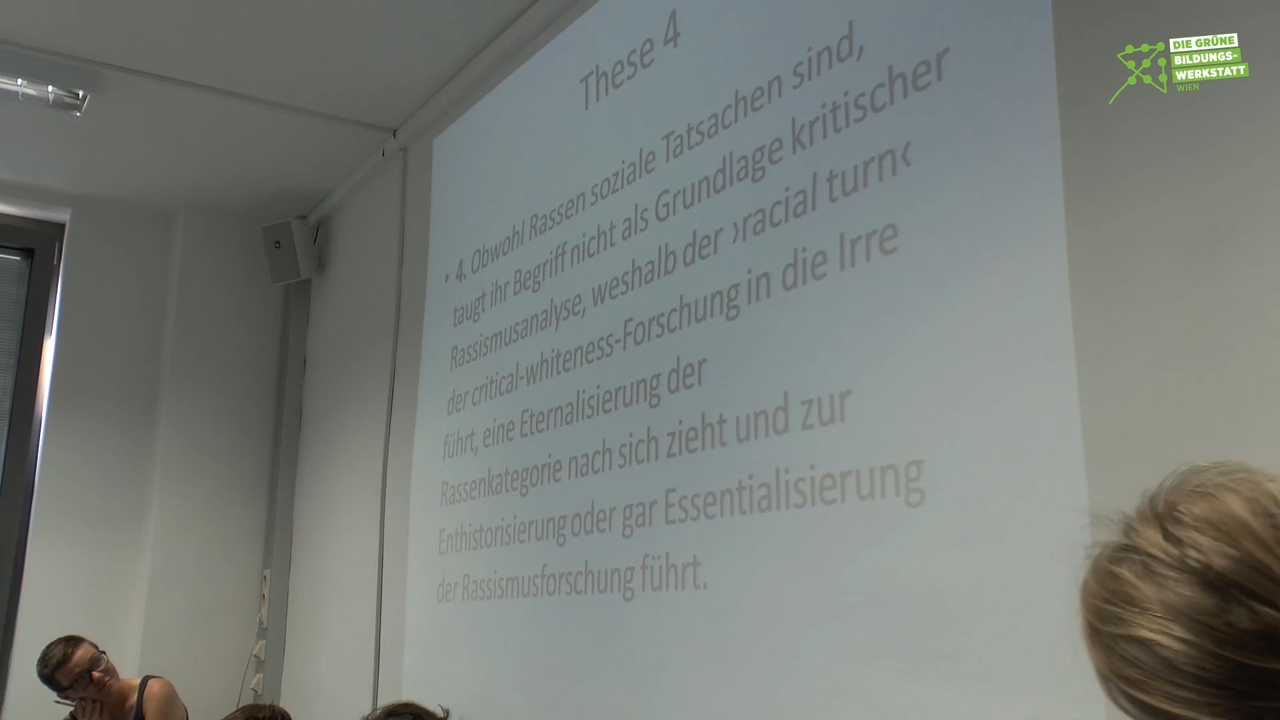 These 4
• 4. Obwohl Rassen soziale Tatsachen sind,
taugt ihr Begriff nicht als Grundlage kritischer
Rassismusanalyse, weshalb der ›racial turn‹
der critical-whiteness-Forschung in die Irre
führt, eine Eternalisierung der
Rassenkategorie nach sich zieht und zur
Enthistorisierung oder gar Essentialisierung
der Rassismusforschung führt.
DIE GRÜNE
BILDUNGS-
WERKSTATT
WIEN